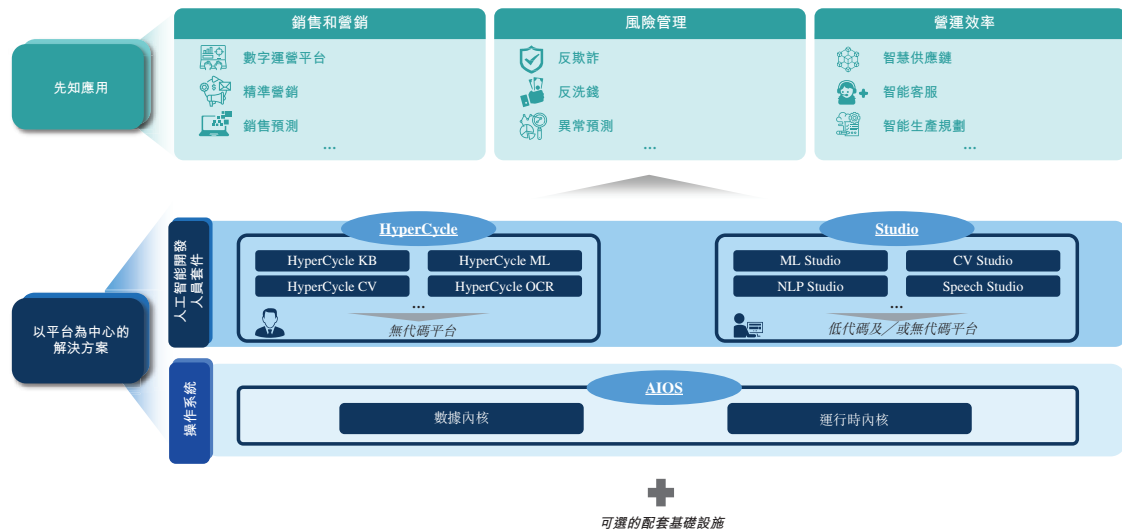 先知應用
銷售和營銷
數字運營平台
精準營銷
銷售預測
...
風險管理
反欺詐
反洗錢
異常預測
...
營運效率
智慧供應鏈
智能客服
智能生產規劃
...
以平台為中心的
解決方案
人工智能開發
人員套件
HyperCycle
HyperCycle KB
HyperCycle ML
HyperCycle CV
HyperCycle OCR
...
無代碼平台
Studio
ML Studio
CV Studio
NLP Studio
Speech Studio
...
低代碼及╱或無代碼平台
操作系統
AIOS
數據內核
運行時內核
可選的配套基礎設施